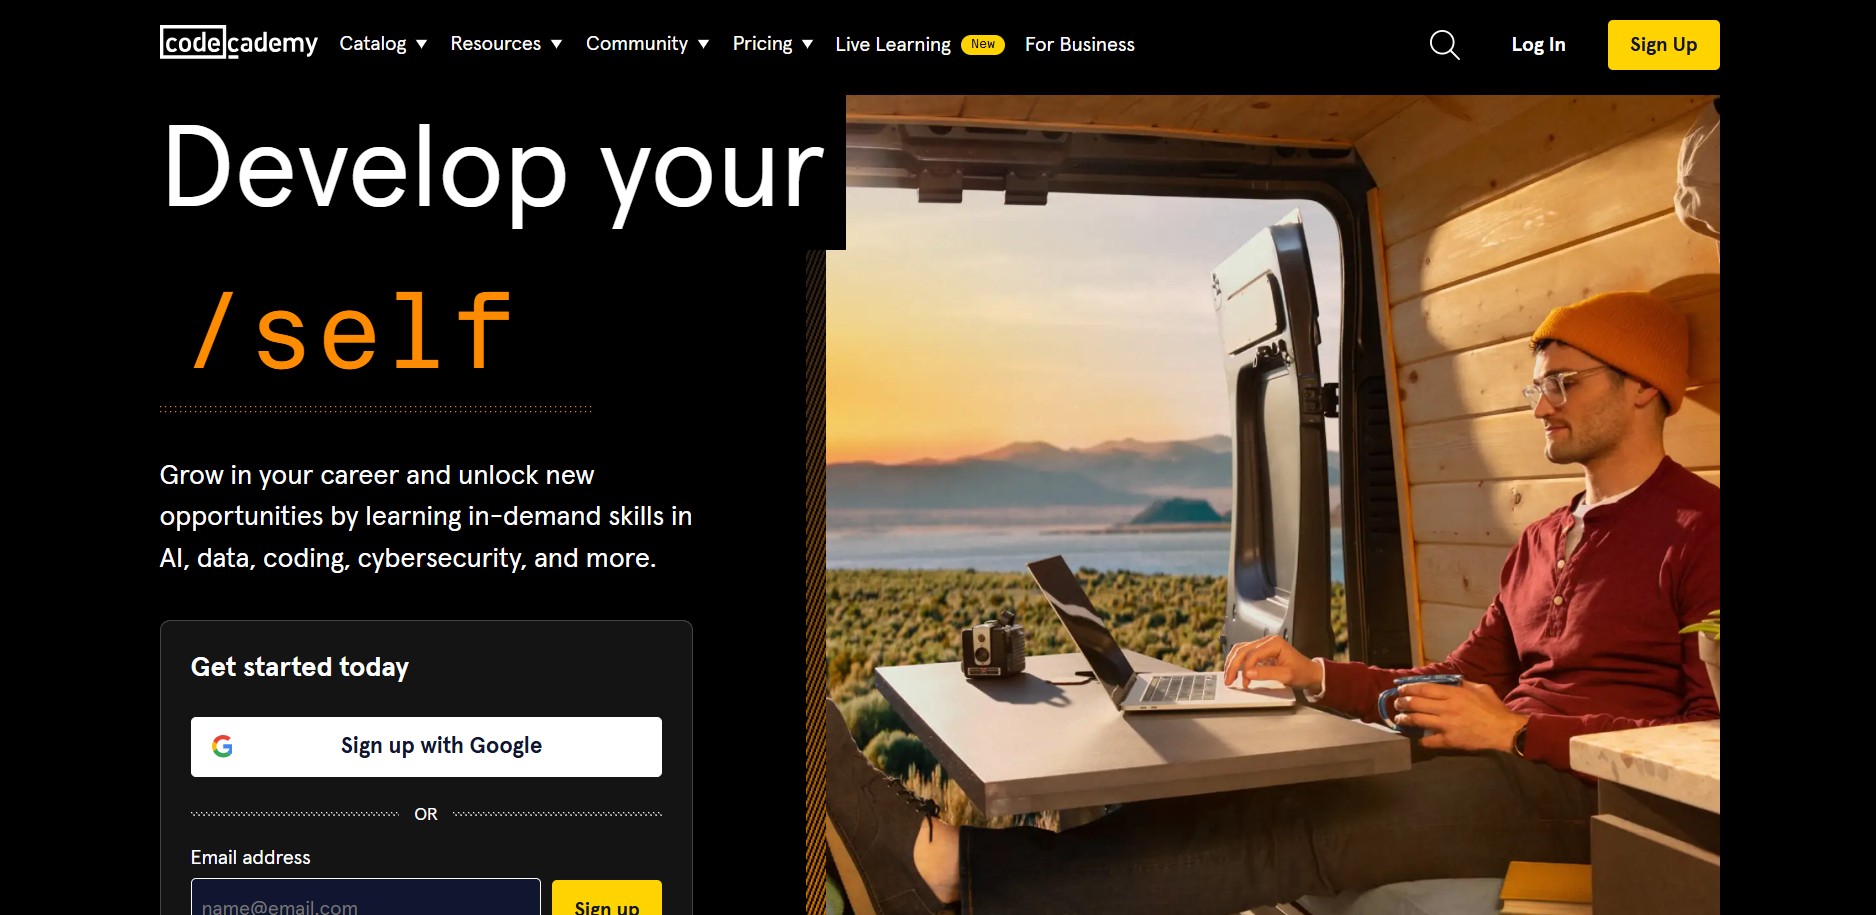 codecademy
Catalog
Resources
Community
Pricing
Live Learning
New
For Business
Log In
Sign Up
Develop your
/self
Grow in your career and unlock new
opportunities by learning in-demand skills in
AI, data, coding, cybersecurity, and more.
Get started today
Sign up with Google
OR
Email address
name@email.com
Sign up